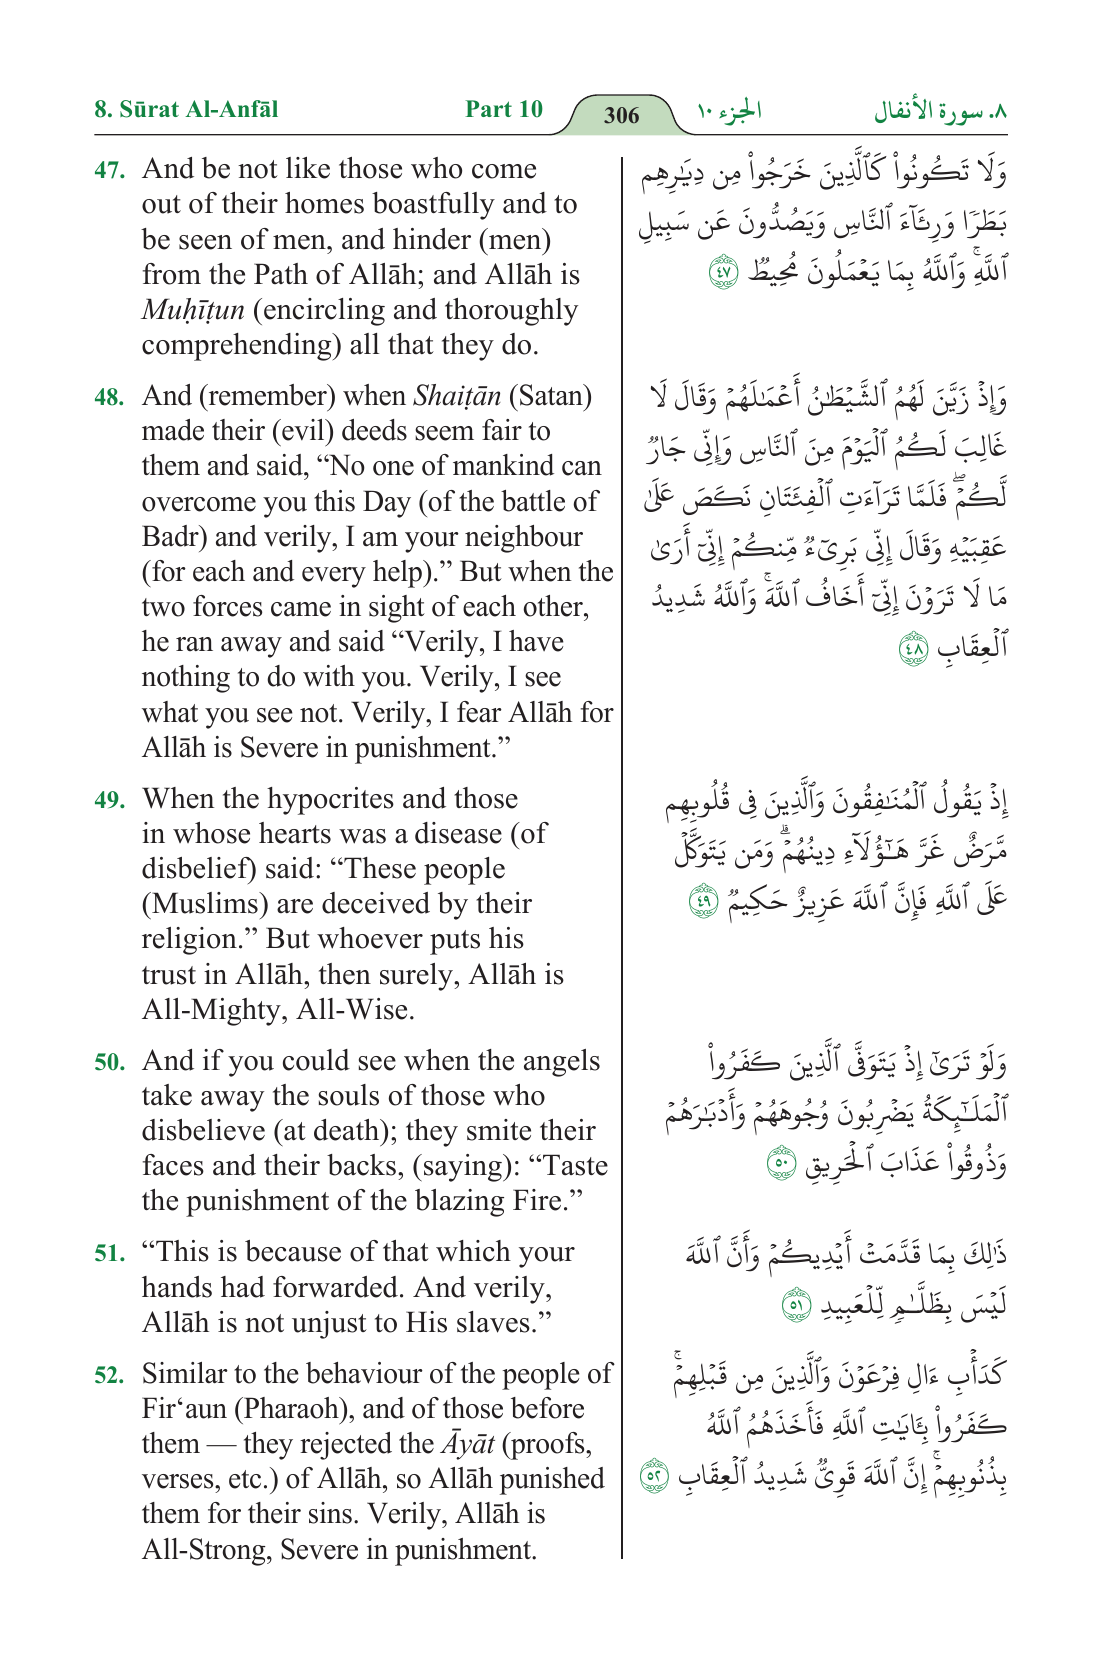 8. Sūrat Al-Anfāl Part 10 306 الجزء ١٠ ٨. سورة الأنفال
47. And be not like those who come
out of their homes boastfully and to
be seen of men, and hinder (men)
from the Path of Allāh; and Allāh is
Muḥīṭun (encircling and thoroughly
comprehending) all that they do.
وَلَا تَكُونُوا۟ كَٱلَّذِينَ خَرَجُوا۟ مِن دِيَـٰرِهِم
بَطَرًۭا وَرِئَآءَ ٱلنَّاسِ وَيَصُدُّونَ عَن سَبِيلِ
ٱللَّهِ ۚ وَٱللَّهُ بِمَا يَعْمَلُونَ مُحِيطٌۭ ٤٧
48. And (remember) when Shaiṭān (Satan)
made their (evil) deeds seem fair to
them and said, “No one of mankind can
overcome you this Day (of the battle of
Badr) and verily, I am your neighbour
(for each and every help).” But when the
two forces came in sight of each other,
he ran away and said “Verily, I have
nothing to do with you. Verily, I see
what you see not. Verily, I fear Allāh for
Allāh is Severe in punishment.”
وَإِذْ زَيَّنَ لَهُمُ ٱلشَّيْطَـٰنُ أَعْمَـٰلَهُمْ وَقَالَ لَا
غَالِبَ لَكُمُ ٱلْيَوْمَ مِنَ ٱلنَّاسِ وَإِنِّى جَارٌۭ
لَّكُمْ ۖ فَلَمَّا تَرَآءَتِ ٱلْفِئَتَانِ نَكَصَ عَلَىٰ
عَقِبَيْهِ وَقَالَ إِنِّى بَرِىٓءٌۭ مِّنكُمْ إِنِّىٓ أَرَىٰ
مَا لَا تَرَوْنَ إِنِّىٓ أَخَافُ ٱللَّهَ ۚ وَٱللَّهُ شَدِيدُ
ٱلْعِقَابِ ٤٨
49. When the hypocrites and those
in whose hearts was a disease (of
disbelief) said: “These people
(Muslims) are deceived by their
religion.” But whoever puts his
trust in Allāh, then surely, Allāh is
All-Mighty, All-Wise.
إِذْ يَقُولُ ٱلْمُنَـٰفِقُونَ وَٱلَّذِينَ فِى قُلُوبِهِم
مَّرَضٌ غَرَّ هَـٰٓؤُلَآءِ دِينُهُمْ ۗ وَمَن يَتَوَكَّلْ
عَلَى ٱللَّهِ فَإِنَّ ٱللَّهَ عَزِيزٌ حَكِيمٌۭ ٤٩
50. And if you could see when the angels
take away the souls of those who
disbelieve (at death); they smite their
faces and their backs, (saying): “Taste
the punishment of the blazing Fire.”
وَلَوْ تَرَىٰٓ إِذْ يَتَوَفَّى ٱلَّذِينَ كَفَرُوا۟
ٱلْمَلَـٰٓئِكَةُ يَضْرِبُونَ وُجُوهَهُمْ وَأَدْبَـٰرَهُمْ
وَذُوقُوا۟ عَذَابَ ٱلْحَرِيقِ ٥٠
51. “This is because of that which your
hands had forwarded. And verily,
Allāh is not unjust to His slaves.”
ذَٰلِكَ بِمَا قَدَّمَتْ أَيْدِيكُمْ وَأَنَّ ٱللَّهَ
لَيْسَ بِظَلَّـٰمٍۢ لِّلْعَبِيدِ ٥١
52. Similar to the behaviour of the people of
Fir‘aun (Pharaoh), and of those before
them — they rejected the Āyāt (proofs,
verses, etc.) of Allāh, so Allāh punished
them for their sins. Verily, Allāh is
All-Strong, Severe in punishment.
كَدَأْبِ ءَالِ فِرْعَوْنَ وَٱلَّذِينَ مِن قَبْلِهِمْ ۚ
كَفَرُوا۟ بِـَٔايَـٰتِ ٱللَّهِ فَأَخَذَهُمُ ٱللَّهُ
بِذُنُوبِهِمْ ۚ إِنَّ ٱللَّهَ قَوِىٌّۭ شَدِيدُ ٱلْعِقَابِ ٥٢